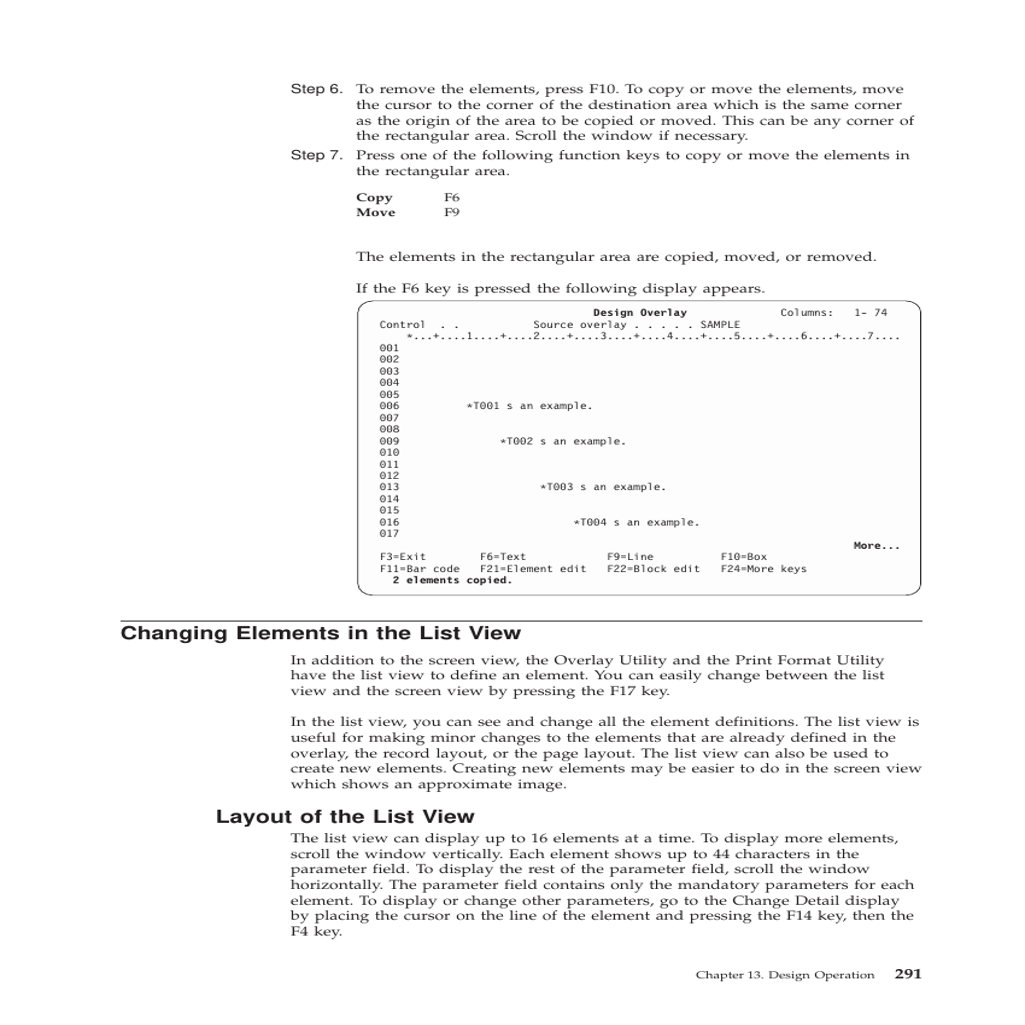 Step 6. To remove the elements, press F10. To copy or move the elements, move
the cursor to the corner of the destination area which is the same corner
as the origin of the area to be copied or moved. This can be any corner of
the rectangular area. Scroll the window if necessary.
Step 7. Press one of the following function keys to copy or move the elements in
the rectangular area.
Copy F6
Move F9
The elements in the rectangular area are copied, moved, or removed.
If the F6 key is pressed the following display appears.
Design Overlay Columns: 1- 74
Control . . Source overlay . . . . . SAMPLE
*...+....1....+....2....+....3....+....4....+....5....+....6....+....7....
001
002
003
004
005
006 *T001 s an example.
007
008
009 *T002 s an example.
010
011
012
013 *T003 s an example.
014
015
016 *T004 s an example.
017
More...
F3=Exit F6=Text F9=Line F10=Box
F11=Bar code F21=Element edit F22=Block edit F24=More keys
2 elements copied.
Changing Elements in the List View
In addition to the screen view, the Overlay Utility and the Print Format Utility
have the list view to define an element. You can easily change between the list
view and the screen view by pressing the F17 key.
In the list view, you can see and change all the element definitions. The list view is
useful for making minor changes to the elements that are already defined in the
overlay, the record layout, or the page layout. The list view can also be used to
create new elements. Creating new elements may be easier to do in the screen view
which shows an approximate image.
Layout of the List View
The list view can display up to 16 elements at a time. To display more elements,
scroll the window vertically. Each element shows up to 44 characters in the
parameter field. To display the rest of the parameter field, scroll the window
horizontally. The parameter field contains only the mandatory parameters for each
element. To display or change other parameters, go to the Change Detail display
by placing the cursor on the line of the element and pressing the F14 key, then the
F4 key.
Chapter 13. Design Operation 291